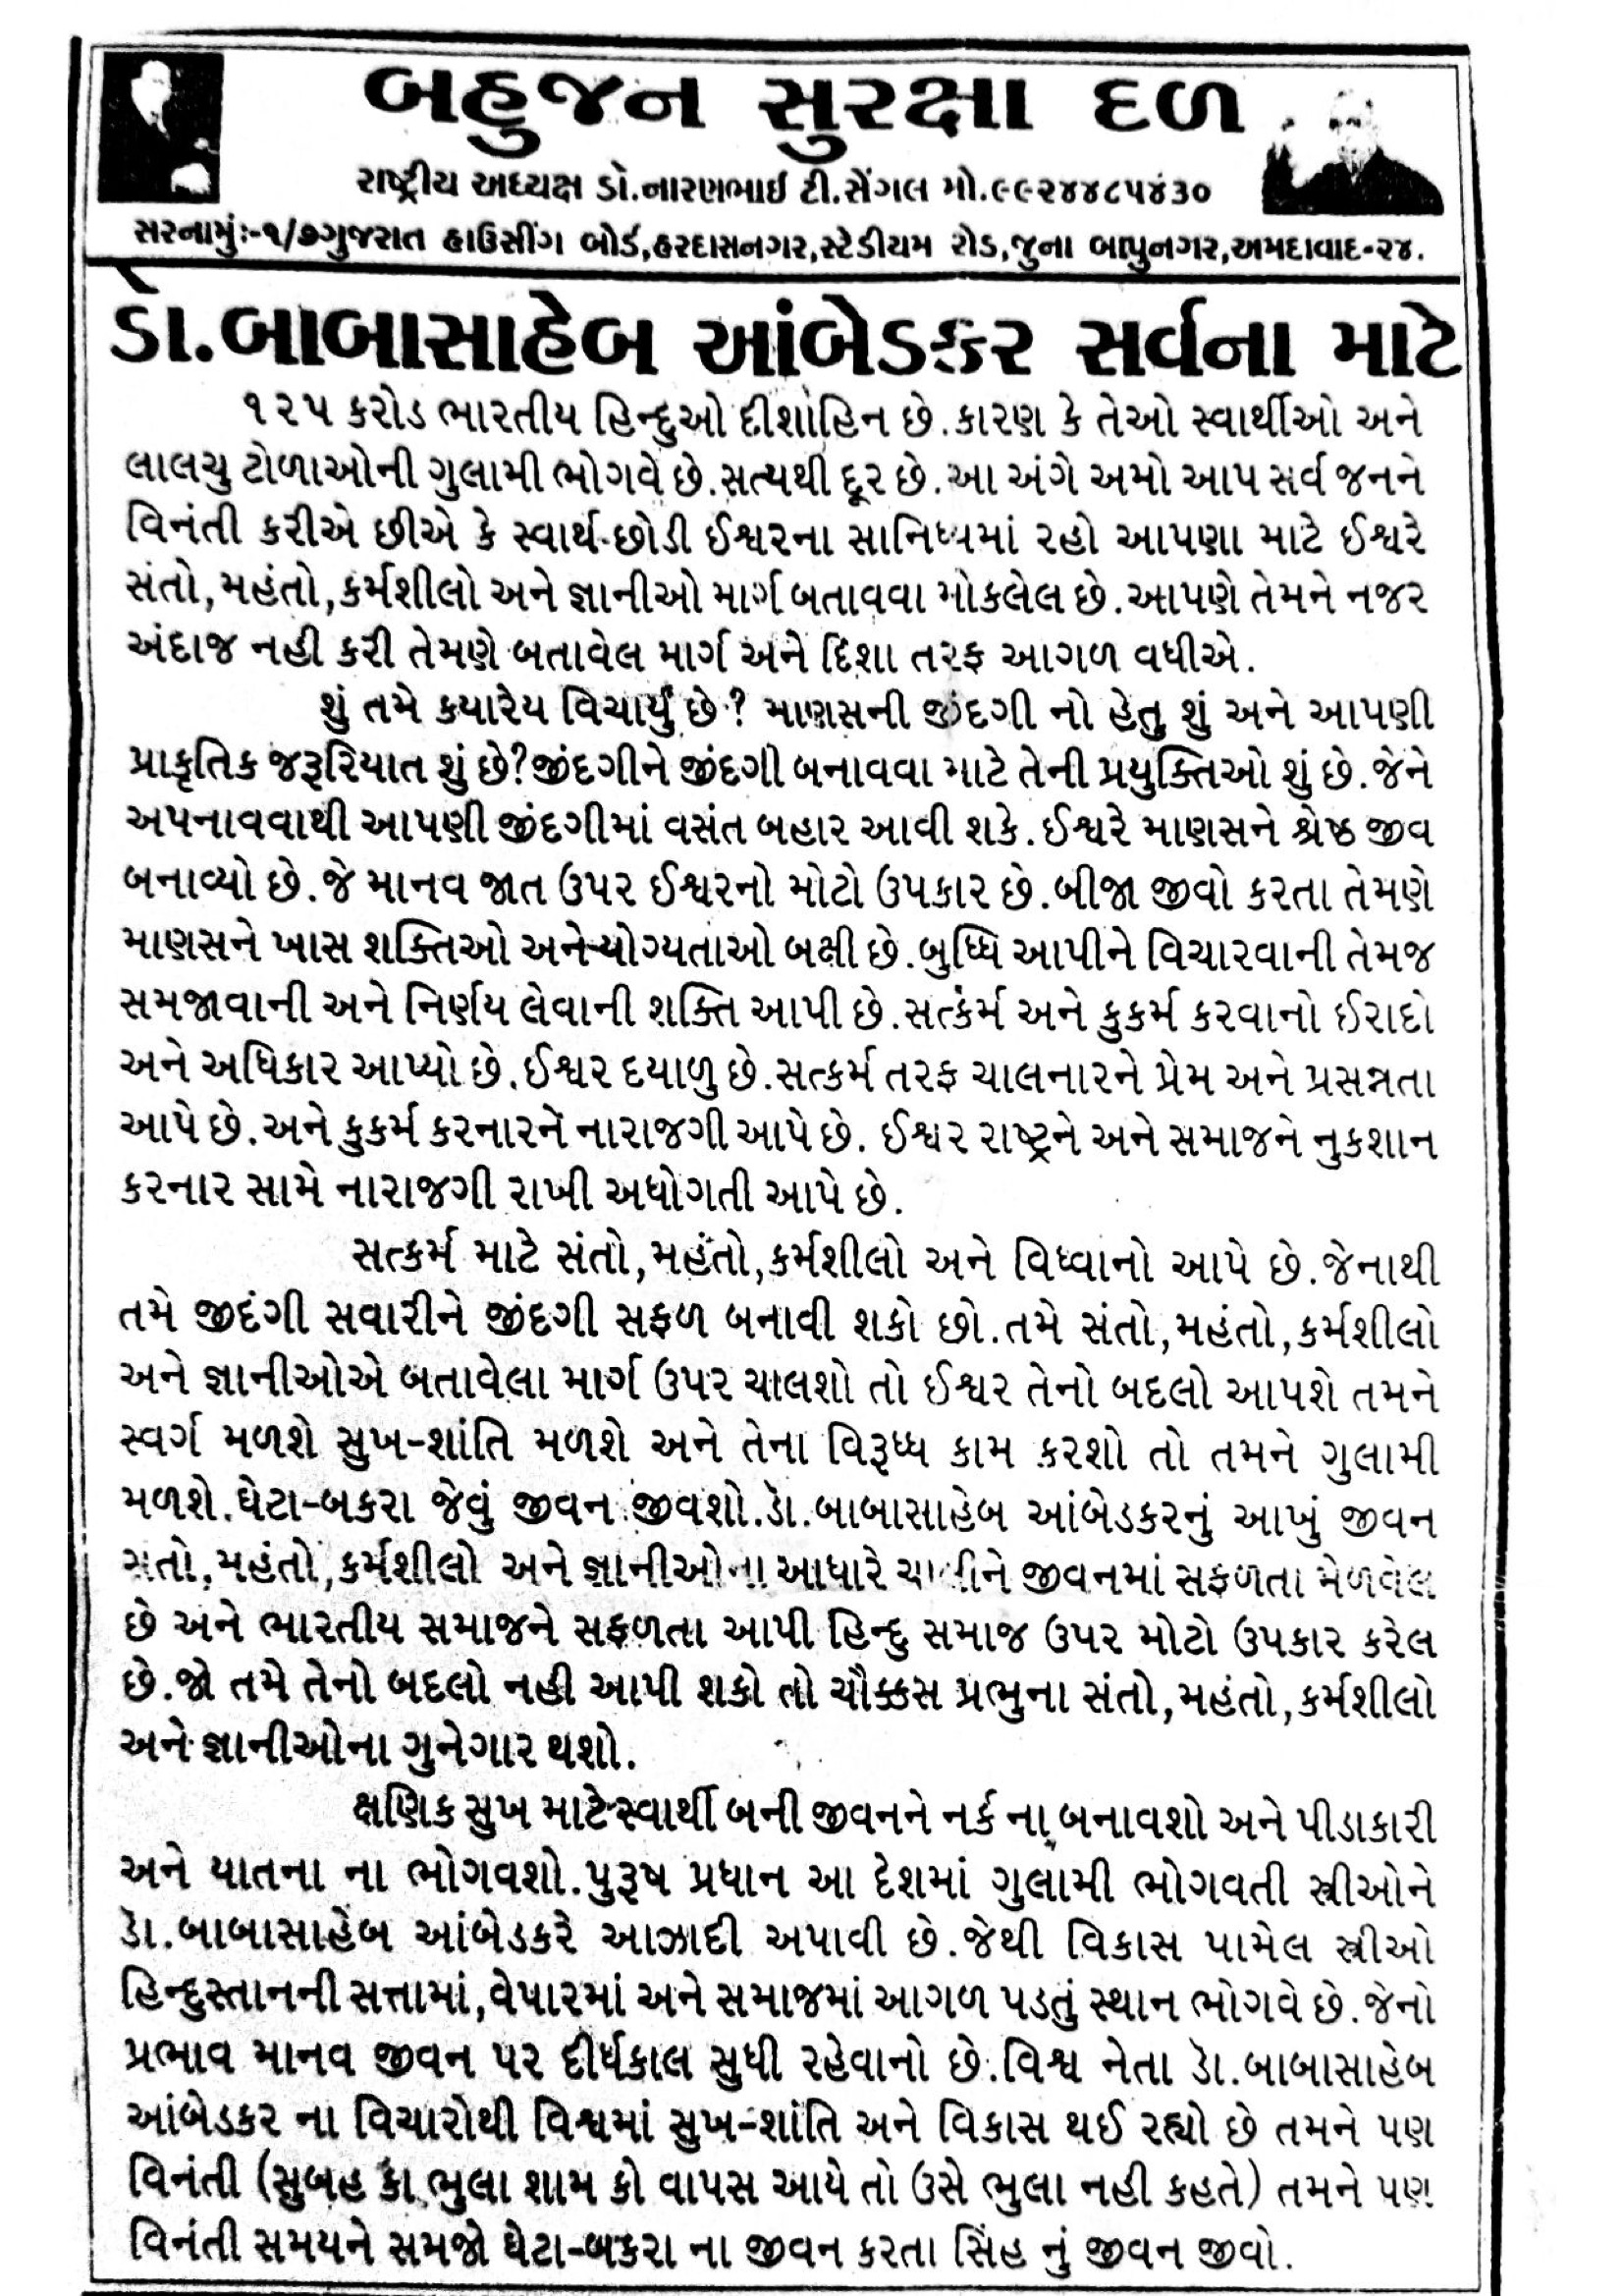 બહુજન સુરક્ષા દળ
રાષ્ટ્રીય અધ્યક્ષ ડો.નારણભાઈ ટી.સેંગલ મો.૯૯૨૪૪૮૫૪૩૦
સરનામું:-૧/૭ગુજરાત હાઉસીંગ બોર્ડ,હરદાસનગર,સ્ટેડીયમ રોડ,જુના બાપુનગર,અમદાવાદ-૨૪.
ડૉ.બાબાસાહેબ આંબેડકર સર્વના માટે
૧૨૫ કરોડ ભારતીય હિન્દુઓ દીશાહિન છે.કારણ કે તેઓ સ્વાર્થીઓ અને
લાલચુ ટોળાઓની ગુલામી ભોગવે છે.સત્યથી દૂર છે.આ અંગે અમો આપ સર્વ જનને
વિનંતી કરીએ છીએ કે સ્વાર્થ છોડી ઈશ્વરના સાનિધ્યમાં રહો આપણા માટે ઈશ્વરે
સંતો,મહંતો,કર્મશીલો અને જ્ઞાનીઓ માર્ગ બતાવવા મોકલેલ છે.આપણે તેમને નજર
અંદાજ નહી કરી તેમણે બતાવેલ માર્ગ અને દિશા તરફ આગળ વધીએ.
શું તમે કયારેય વિચાર્યું છે? માણસની જીંદગી નો હેતુ શું અને આપણી
પ્રાકૃતિક જરૂરિયાત શું છે?જીંદગીને જીંદગી બનાવવા માટે તેની પ્રયુક્તિઓ શું છે.જેને
અપનાવવાથી આપણી જીંદગીમાં વસંત બહાર આવી શકે.ઈશ્વરે માણસને શ્રેષ્ઠ જીવ
બનાવ્યો છે.જે માનવ જાત ઉપર ઈશ્વરનો મોટો ઉપકાર છે.બીજા જીવો કરતા તેમણે
માણસને ખાસ શક્તિઓ અને યોગ્યતાઓ બક્ષી છે.બુધ્ધિ આપીને વિચારવાની તેમજ
સમજાવાની અને નિર્ણય લેવાની શક્તિ આપી છે.સત્કર્મ અને કુકર્મ કરવાનો ઈરાદો
અને અધિકાર આપ્યો છે.ઈશ્વર દયાળુ છે.સત્કર્મ તરફ ચાલનારને પ્રેમ અને પ્રસન્નતા
આપે છે.અને કુકર્મ કરનારને નારાજગી આપે છે. ઈશ્વર રાષ્ટ્રને અને સમાજને નુકશાન
કરનાર સામે નારાજગી રાખી અધોગતી આપે છે.
સત્કર્મ માટે સંતો,મહંતો,કર્મશીલો અને વિધ્વાનો આપે છે.જેનાથી
તમે જીદંગી સવારીને જીંદગી સફળ બનાવી શકો છો.તમે સંતો,મહંતો,કર્મશીલો
અને જ્ઞાનીઓએ બતાવેલા માર્ગ ઉપર ચાલશો તો ઈશ્વર તેનો બદલો આપશે તમને
સ્વર્ગ મળશે સુખ-શાંતિ મળશે અને તેના વિરૂધ્ધ કામ કરશો તો તમને ગુલામી
મળશે.ઘેટા-બકરા જેવું જીવન જીવશો.ડૉ.બાબાસાહેબ આંબેડકરનું આખું જીવન
સતો,મહંતો,કર્મશીલો અને જ્ઞાનીઓના આધારે ચાલીને જીવનમાં સફળતા મેળવેલ
છે અને ભારતીય સમાજને સફળતા આપી હિન્દુ સમાજ ઉપર મોટો ઉપકાર કરેલ
છે.જો તમે તેનો બદલો નહી આપી શકો તો ચૌક્કસ પ્રભુના સંતો,મહંતો,કર્મશીલો
અને જ્ઞાનીઓના ગુનેગાર થશો.
ક્ષણિક સુખ માટે સ્વાર્થી બની જીવનને નર્ક ના બનાવશો અને પીડાકારી
અને યાતના ના ભોગવશો.પુરૂષ પ્રધાન આ દેશમાં ગુલામી ભોગવતી સ્ત્રીઓને
ડૉ.બાબાસાહેબ આંબેડકરે આઝાદી અપાવી છે.જેથી વિકાસ પામેલ સ્ત્રીઓ
હિન્દુસ્તાનની સત્તામાં,વેપારમાં અને સમાજમાં આગળ પડતું સ્થાન ભોગવે છે.જેનો
પ્રભાવ માનવ જીવન પર દીર્ધકાલ સુધી રહેવાનો છે.વિશ્વ નેતા ડૉ.બાબાસાહેબ
આંબેડકર ના વિચારોથી વિશ્વમાં સુખ-શાંતિ અને વિકાસ થઈ રહ્યો છે તમને પણ
વિનંતી (સુબહ કા ભુલા શામ કો વાપસ આયે તો ઉસે ભુલા નહી કહતે) તમને પણ
વિનંતી સમયને સમજો ઘેટા-બકરા ના જીવન કરતા સિંહ નું જીવન જીવો.